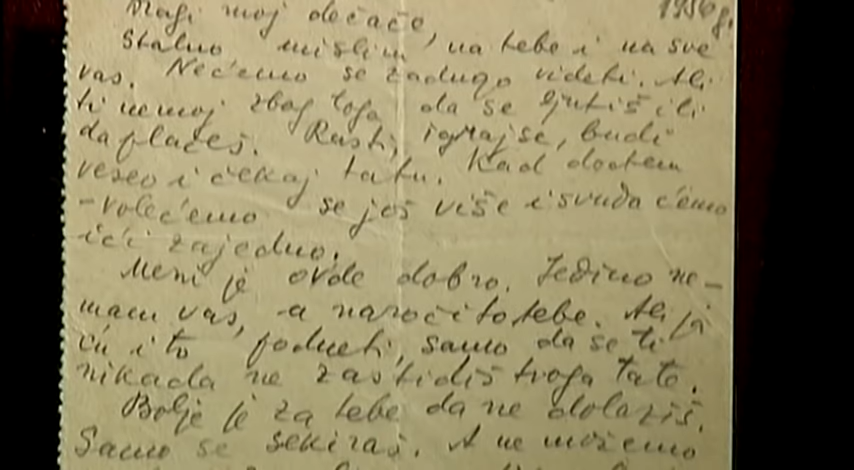 1956 g.
Dragi moj dečače,
Stalno mislim na tebe i na sve
vas. Nećemo se zadugo videti. Ali
ti nemoj zbog toga da se ljutiš ili
da plačeš. Rasti, igraj se, budi
veseo i čekaj tatu. Kad dođem
- volećemo se još više i svuda ćemo
ići zajedno.
Meni je ovde dobro. Jedino ne-
mam vas, a naročito tebe. Ali ja
ću i to podneti, samo da se ti
nikada ne zastidiš tvoga tate.
Bolje je za tebe da ne dolaziš.
Samo se sekiraš. A ne možemo